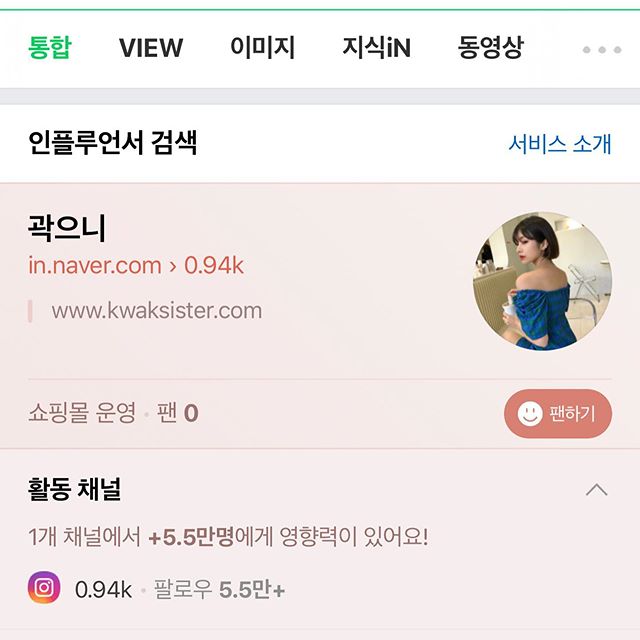 통합 VIEW 이미지 지식iN 동영상
인플루언서 검색 서비스 소개
곽으니
in.naver.com › 0.94k
www.kwaksister.com
쇼핑몰 운영 · 팬 0 팬하기
활동 채널
1개 채널에서 +5.5만명에게 영향력이 있어요!
0.94k · 팔로우 5.5만+